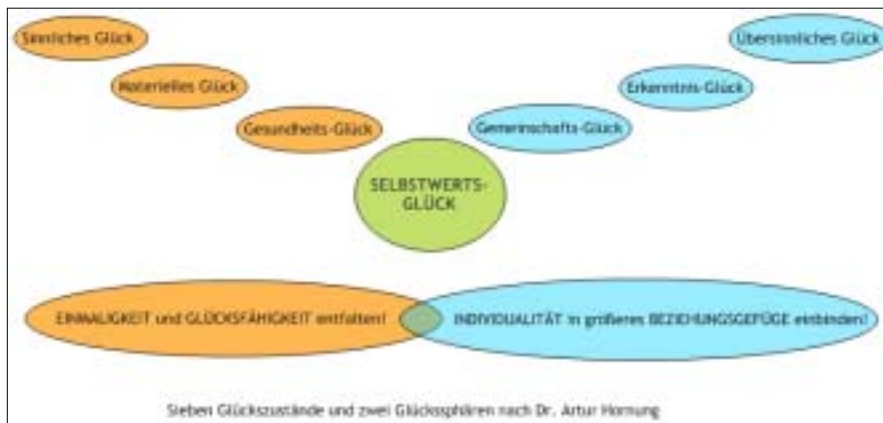 Sinnliches Glück
Übersinnliches Glück
Materielles Glück
Erkenntnis-Glück
Gesundheits-Glück
Gemeinschafts-Glück
SELBSTWERTS-
GLÜCK
EINMALIGKEIT und GLÜCKSFÄHIGKEIT entfalten!
INDIVIDUALITÄT in größeres BEZIEHUNGSGEFÜGE einbinden!
Sieben Glückszustände und zwei Glückssphären nach Dr. Artur Hornung